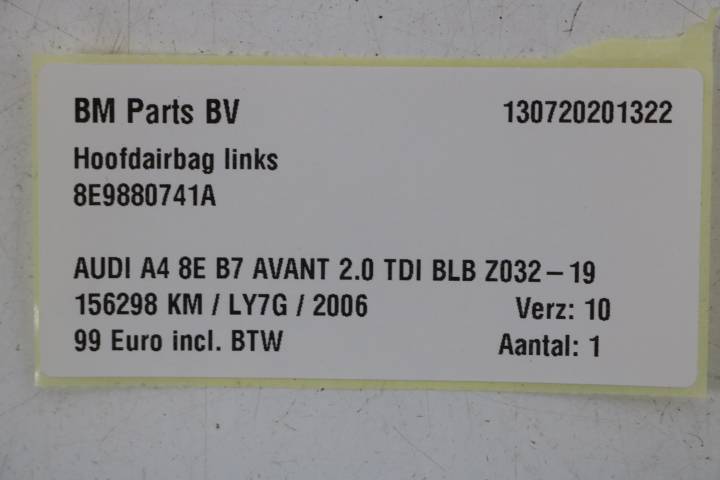 BM Parts BV 130720201322
Hoofdairbag links
8E9880741A
AUDI A4 8E B7 AVANT 2.0 TDI BLB Z032-19
156298 KM / LY7G / 2006 Verz: 10
99 Euro incl. BTW Aantal: 1